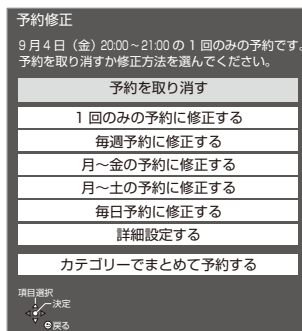 予約修正
9月4日（金）20:00~21:00の1回のみの予約です。
予約を取り消すか修正方法を選んでください。
予約を取り消す
1回のみの予約に修正する
毎週予約に修正する
月～金の予約に修正する
月～土の予約に修正する
毎日予約に修正する
詳細設定する
カテゴリーでまとめて予約する
項目選択
決定
戻る